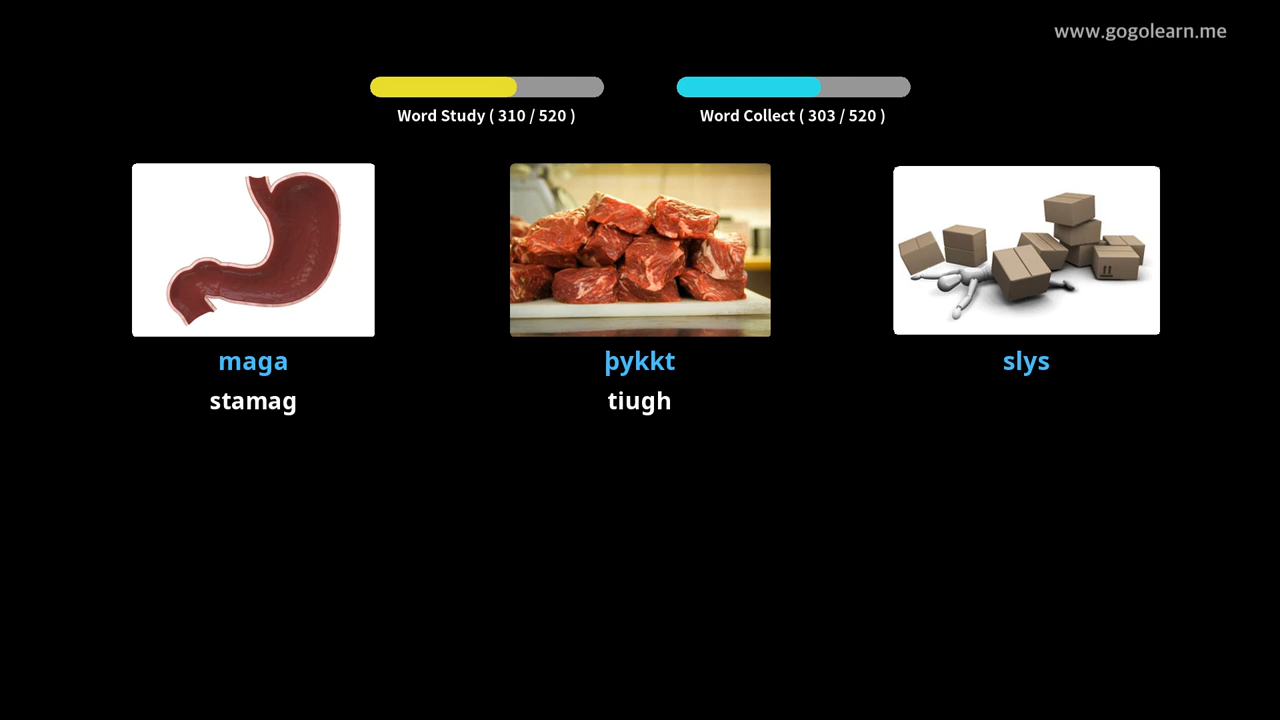 www.gogolearn.me
Word Study ( 310 / 520 )
Word Collect ( 303 / 520 )
maga
þykkt
slys
stamag
tiugh